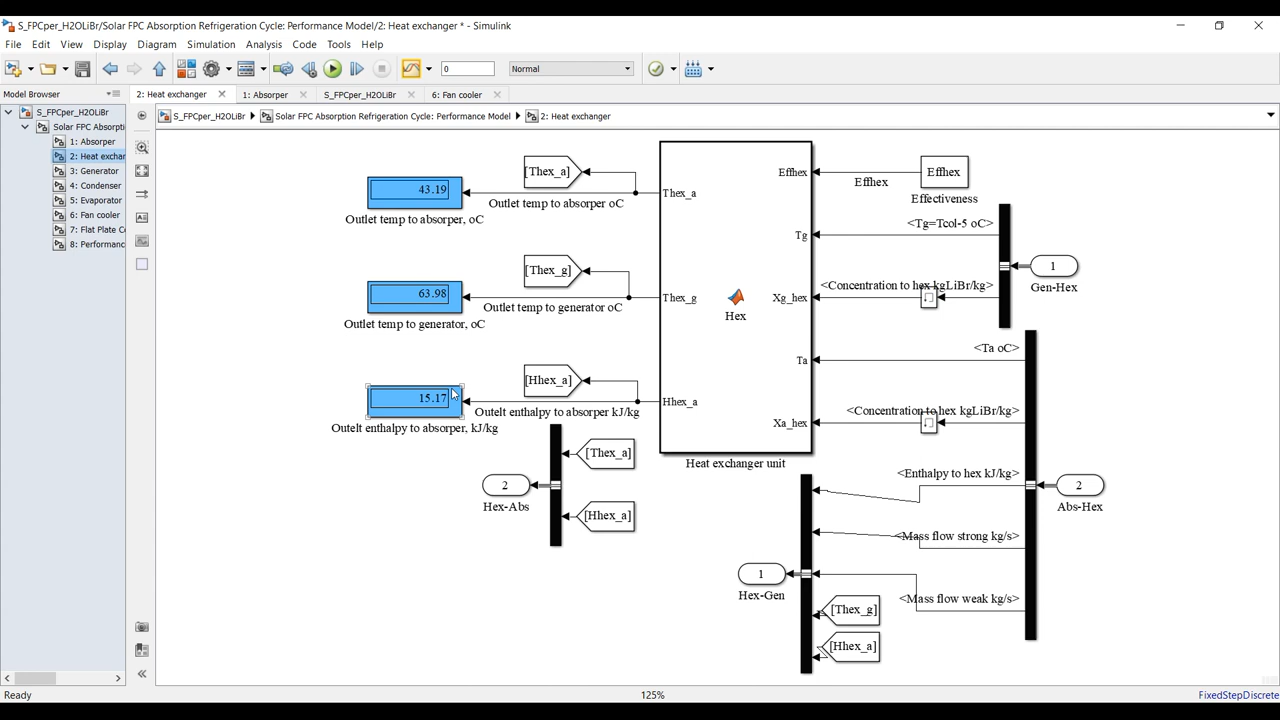 S_FPCper_H2OLiBr/Solar FPC Absorption Refrigeration Cycle: Performance Model/2: Heat exchanger * - Simulink
File Edit View Display Diagram Simulation Analysis Code Tools Help
0 Normal
Model Browser
2: Heat exchanger 1: Absorper S_FPCper_H2OLiBr 6: Fan cooler
S_FPCper_H2OLiBr Solar FPC Absorption Refrigeration Cycle: Performance Model 2: Heat exchanger
S_FPCper_H2OLiBr
Solar FPC Absorpti
1: Absorper
2: Heat exchan
3: Generator
4: Condenser
5: Evaporator
6: Fan cooler
7: Flat Plate C
8: Performanc
43.19
Outlet temp to absorper, oC
[Thex_a]
Outlet temp to absorper oC
63.98
Outlet temp to generator, oC
[Thex_g]
Outlet temp to generator oC
15.17
Outelt enthalpy to absorper, kJ/kg
[Hhex_a]
Outelt enthalpy to absorper kJ/kg
[Thex_a]
2
Hex-Abs
[Hhex_a]
Thex_a
Thex_g
Hhex_a
Hex
Effhex
Tg
Xg_hex
Ta
Xa_hex
Heat exchanger unit
Effhex
Effhex
Effectiveness
<Tg=Tcol-5 oC>
1
Gen-Hex
<Concentration to hex kgLiBr/kg>
<Ta oC>
<Concentration to hex kgLiBr/kg>
<Enthalpy to hex kJ/kg>
2
Abs-Hex
<Mass flow strong kg/s>
1
Hex-Gen
<Mass flow weak kg/s>
[Thex_g]
[Hhex_a]
Ready 125% FixedStepDiscrete